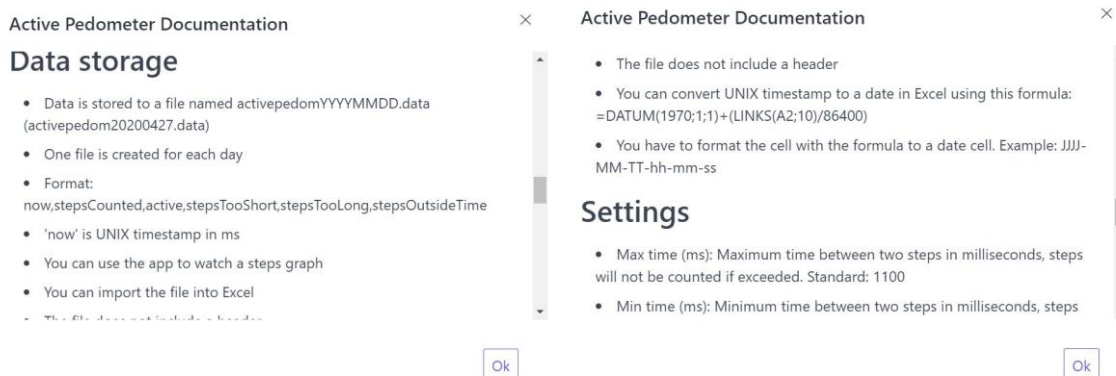 Active Pedometer Documentation
×
Data storage
• Data is stored to a file named activepedomYYYYMMDD.data
(activepedom20200427.data)
• One file is created for each day
• Format:
now,stepsCounted,active,stepsTooShort,stepsTooLong,stepsOutsideTime
• 'now' is UNIX timestamp in ms
• You can use the app to watch a steps graph
• You can import the file into Excel
• The file does not include a header
Ok
Active Pedometer Documentation
×
• The file does not include a header
• You can convert UNIX timestamp to a date in Excel using this formula:
=DATUM(1970;1;1)+(LINKS(A2;10)/86400)
• You have to format the cell with the formula to a date cell. Example: JJJJ-
MM-TT-hh-mm-ss
Settings
• Max time (ms): Maximum time between two steps in milliseconds, steps
will not be counted if exceeded. Standard: 1100
• Min time (ms): Minimum time between two steps in milliseconds, steps
Ok